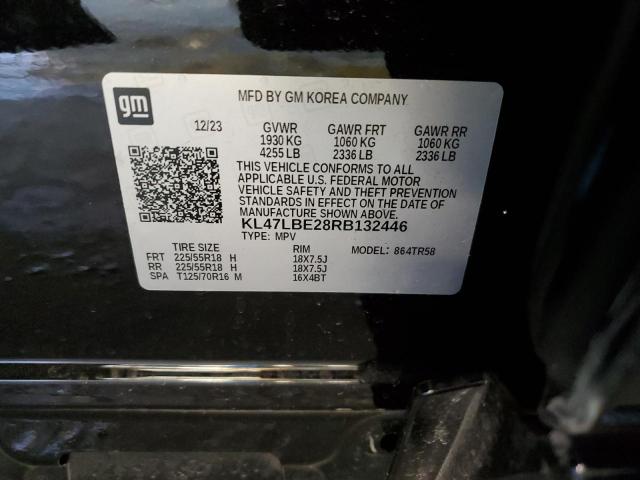 gm
MFD BY GM KOREA COMPANY
12/23 GVWR GAWR FRT GAWR RR
1930 KG 1060 KG 1060 KG
4255 LB 2336 LB 2336 LB
THIS VEHICLE CONFORMS TO ALL
APPLICABLE U.S. FEDERAL MOTOR
VEHICLE SAFETY AND THEFT PREVENTION
STANDARDS IN EFFECT ON THE DATE OF
MANUFACTURE SHOWN ABOVE.
KL47LBE28RB132446
TYPE: MPV
TIRE SIZE RIM MODEL: 864TR58
FRT 225/55R18 H 18X7.5J
RR 225/55R18 H 18X7.5J
SPA T125/70R16 M 16X4BT